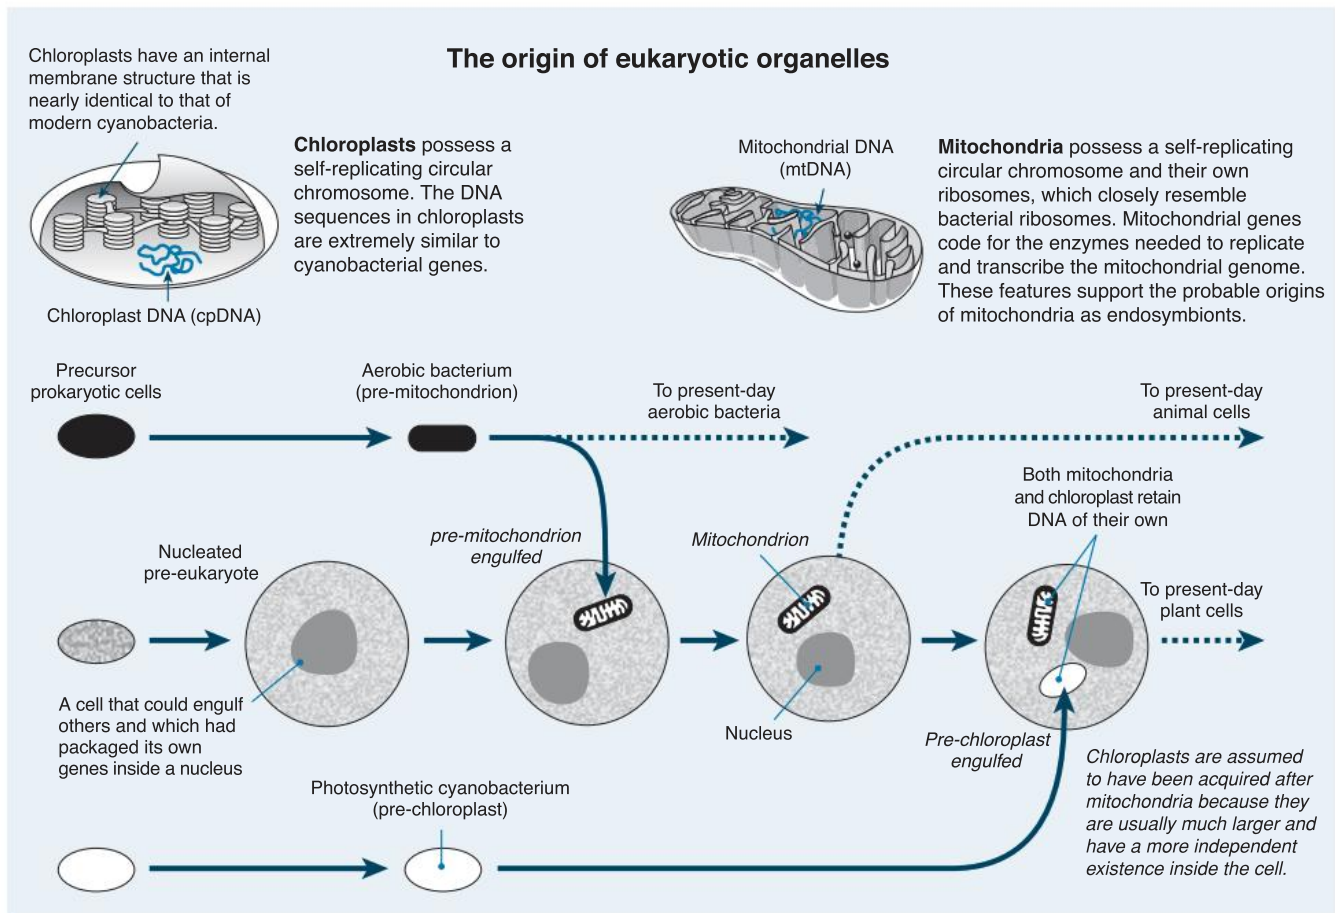 The origin of eukaryotic organelles
Chloroplasts have an internal
membrane structure that is
nearly identical to that of
modern cyanobacteria.
Chloroplasts possess a
self-replicating circular
chromosome. The DNA
sequences in chloroplasts
are extremely similar to
cyanobacterial genes.
Chloroplast DNA (cpDNA)
Mitochondrial DNA
(mtDNA)
Mitochondria possess a self-replicating
circular chromosome and their own
ribosomes, which closely resemble
bacterial ribosomes. Mitochondrial genes
code for the enzymes needed to replicate
and transcribe the mitochondrial genome.
These features support the probable origins
of mitochondria as endosymbionts.
Precursor
prokaryotic cells
Aerobic bacterium
(pre-mitochondrion)
To present-day
aerobic bacteria
To present-day
animal cells
Both mitochondria
and chloroplast retain
DNA of their own
Nucleated
pre-eukaryote
pre-mitochondrion
engulfed
Mitochondrion
To present-day
plant cells
A cell that could engulf
others and which had
packaged its own
genes inside a nucleus
Nucleus
Pre-chloroplast
engulfed
Photosynthetic cyanobacterium
(pre-chloroplast)
Chloroplasts are assumed
to have been acquired after
mitochondria because they
are usually much larger and
have a more independent
existence inside the cell.